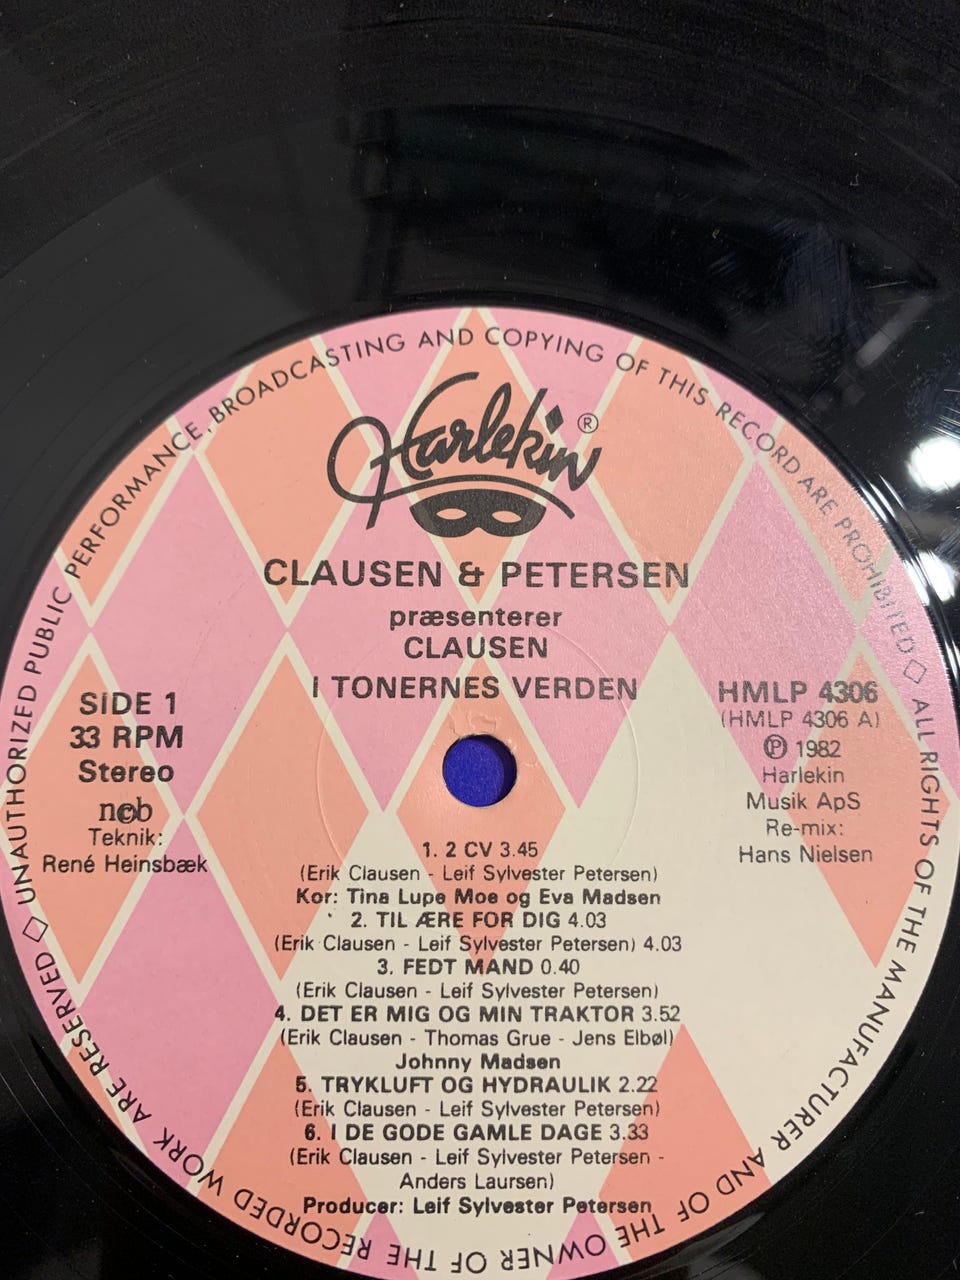 UNAUTHORIZED PUBLIC PERFORMANCE, BROADCASTING AND COPYING OF THIS RECORD ARE PROHIBITED ◇ ALL RIGHTS OF THE MANUFACTURER AND OF THE OWNER OF THE RECORDED WORK ARE RESERVED ◇
Harlekin ®
CLAUSEN & PETERSEN
præsenterer
CLAUSEN
I TONERNES VERDEN
SIDE 1
33 RPM
Stereo
ncb
Teknik:
René Heinsbæk
HMLP 4306
(HMLP 4306 A)
℗ 1982
Harlekin
Musik ApS
Re-mix:
Hans Nielsen
1. 2 CV 3.45
(Erik Clausen - Leif Sylvester Petersen)
Kor: Tina Lupe Moe og Eva Madsen
2. TIL ÆRE FOR DIG 4.03
(Erik Clausen - Leif Sylvester Petersen) 4.03
3. FEDT MAND 0.40
(Erik Clausen - Leif Sylvester Petersen)
4. DET ER MIG OG MIN TRAKTOR 3.52
(Erik Clausen - Thomas Grue - Jens Elbøl)
Johnny Madsen
5. TRYKLUFT OG HYDRAULIK 2.22
(Erik Clausen - Leif Sylvester Petersen)
6. I DE GODE GAMLE DAGE 3.33
(Erik Clausen - Leif Sylvester Petersen -
Anders Laursen)
Producer: Leif Sylvester Petersen